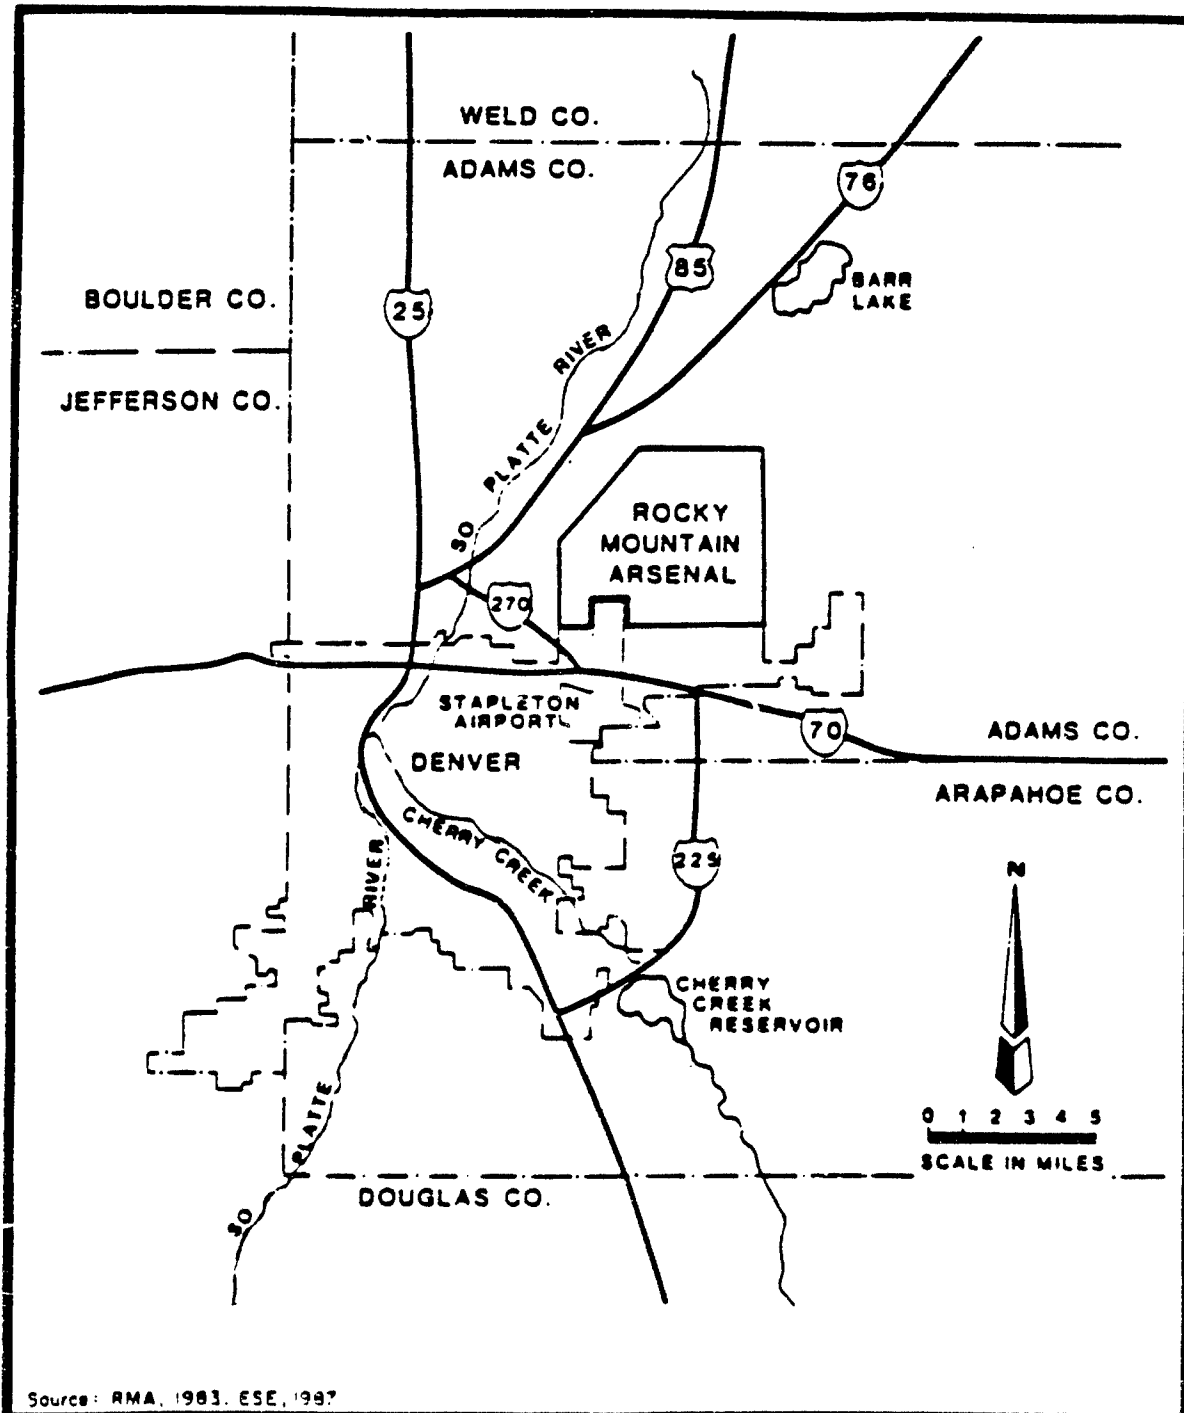 WELD CO.
ADAMS CO.
76
85
BARR
LAKE
BOULDER CO.
25
RIVER
JEFFERSON CO.
PLATTE
SO
ROCKY
MOUNTAIN
ARSENAL
270
STAPLETON
AIRPORT
70
ADAMS CO.
DENVER
ARAPAHOE CO.
CHERRY CREEK
225
RIVER
N
CHERRY
CREEK
RESERVOIR
PLATTE
0 1 2 3 4 5
SCALE IN MILES
DOUGLAS CO.
SO
Source: RMA, 1983. ESE, 1987